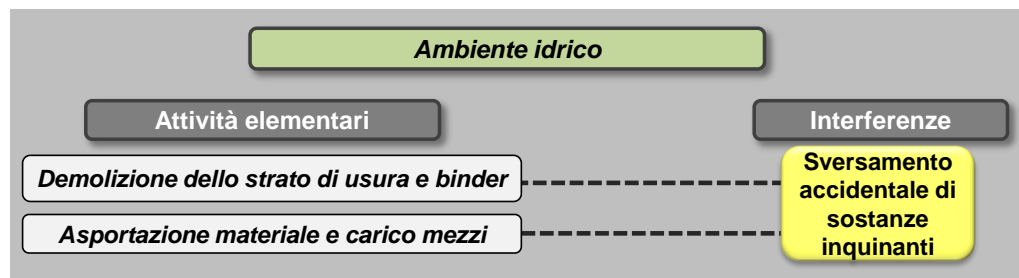 Ambiente idrico
Attività elementari
Interferenze
Demolizione dello strato di usura e binder
Asportazione materiale e carico mezzi
Sversamento
accidentale di
sostanze
inquinanti